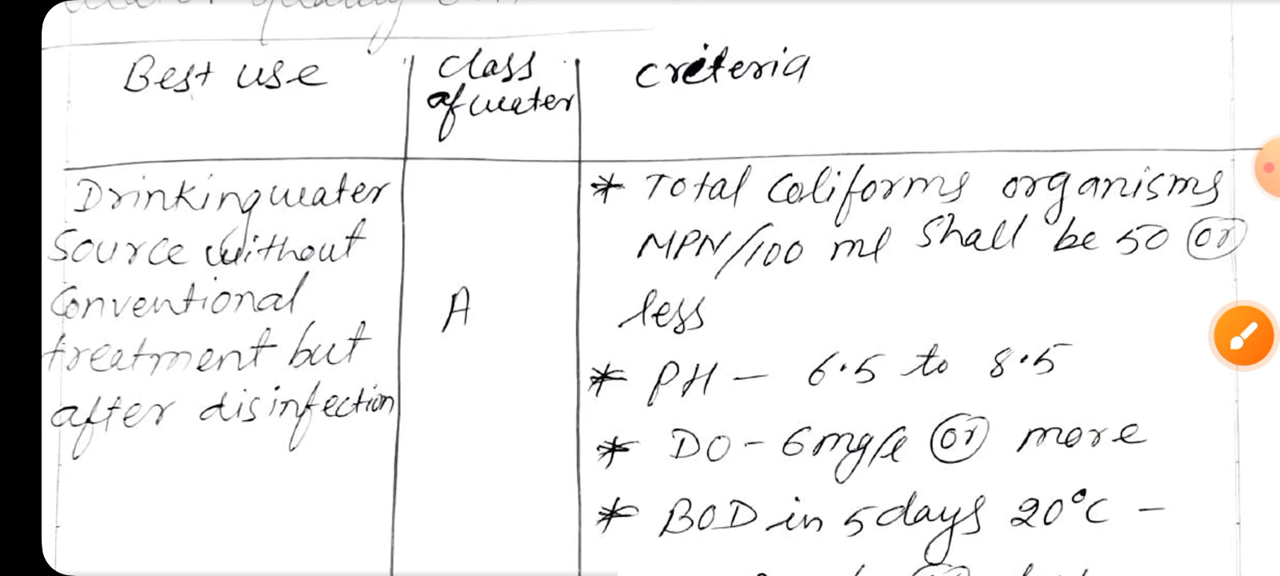 Best use
class
of water
criteria
Drinking water
Source without
Conventional
treatment but
after disinfection
A
* Total Coliforms organisms
MPN/100 ml Shall be 50 or
less
* PH - 6.5 to 8.5
* DO - 6mg/l or more
* BOD in 5 days 20°C -